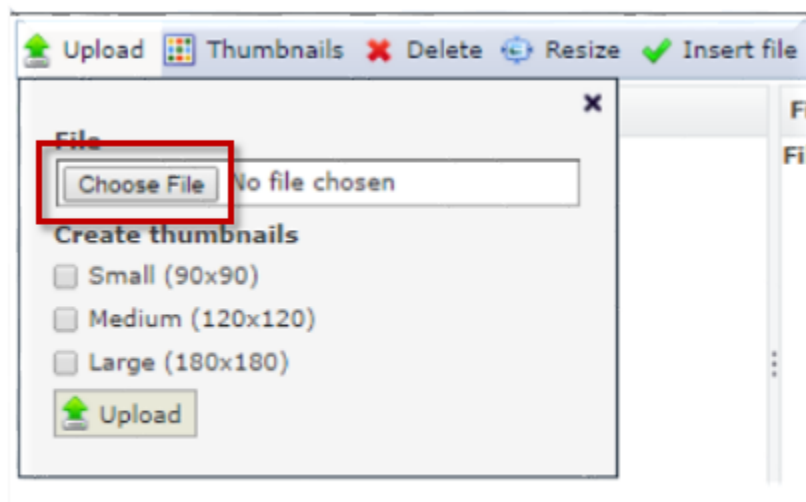 Upload Thumbnails Delete Resize Insert file
File
Choose File No file chosen
Create thumbnails
Small (90x90)
Medium (120x120)
Large (180x180)
Upload